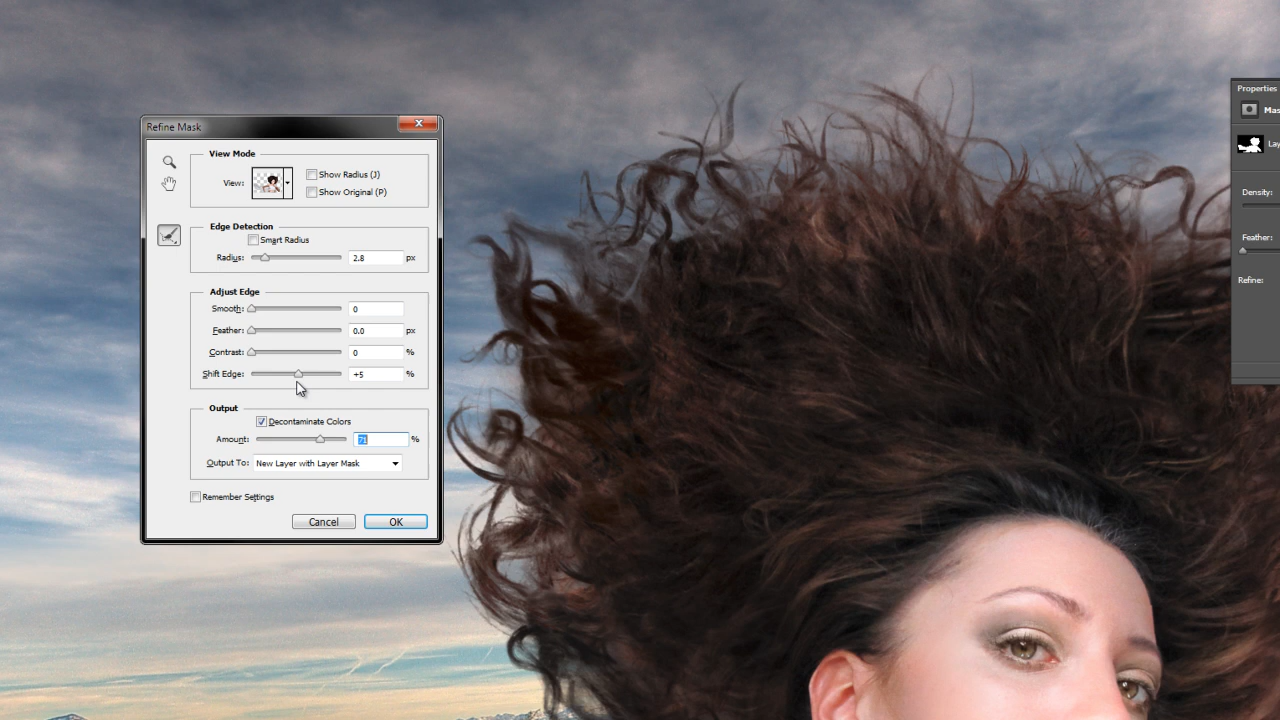 Refine Mask
View Mode
View:
Show Radius (J)
Show Original (P)
Edge Detection
Smart Radius
Radius: 2.8 px
Adjust Edge
Smooth: 0
Feather: 0.0 px
Contrast: 0 %
Shift Edge: +5 %
Output
Decontaminate Colors
Amount: 71 %
Output To: New Layer with Layer Mask
Remember Settings
Cancel OK
Properties
Mas
Lay
Density:
Feather:
Refine: